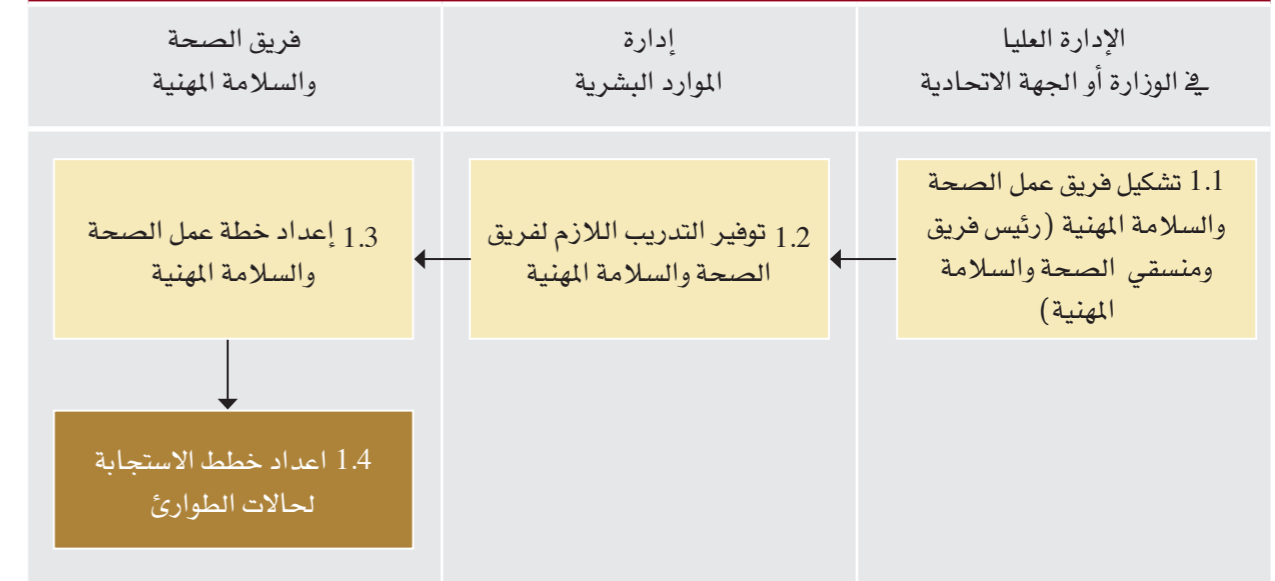 الإدارة العليا
في الوزارة أو الجهة الاتحادية
إدارة
الموارد البشرية
فريق الصحة
والسلامة المهنية
1.1 تشكيل فريق عمل الصحة
والسلامة المهنية (رئيس فريق
ومنسقي الصحة والسلامة
المهنية)
1.2 توفير التدريب اللازم لفريق
الصحة والسلامة المهنية
1.3 إعداد خطة عمل الصحة
والسلامة المهنية
1.4 اعداد خطط الاستجابة
لحالات الطوارئ